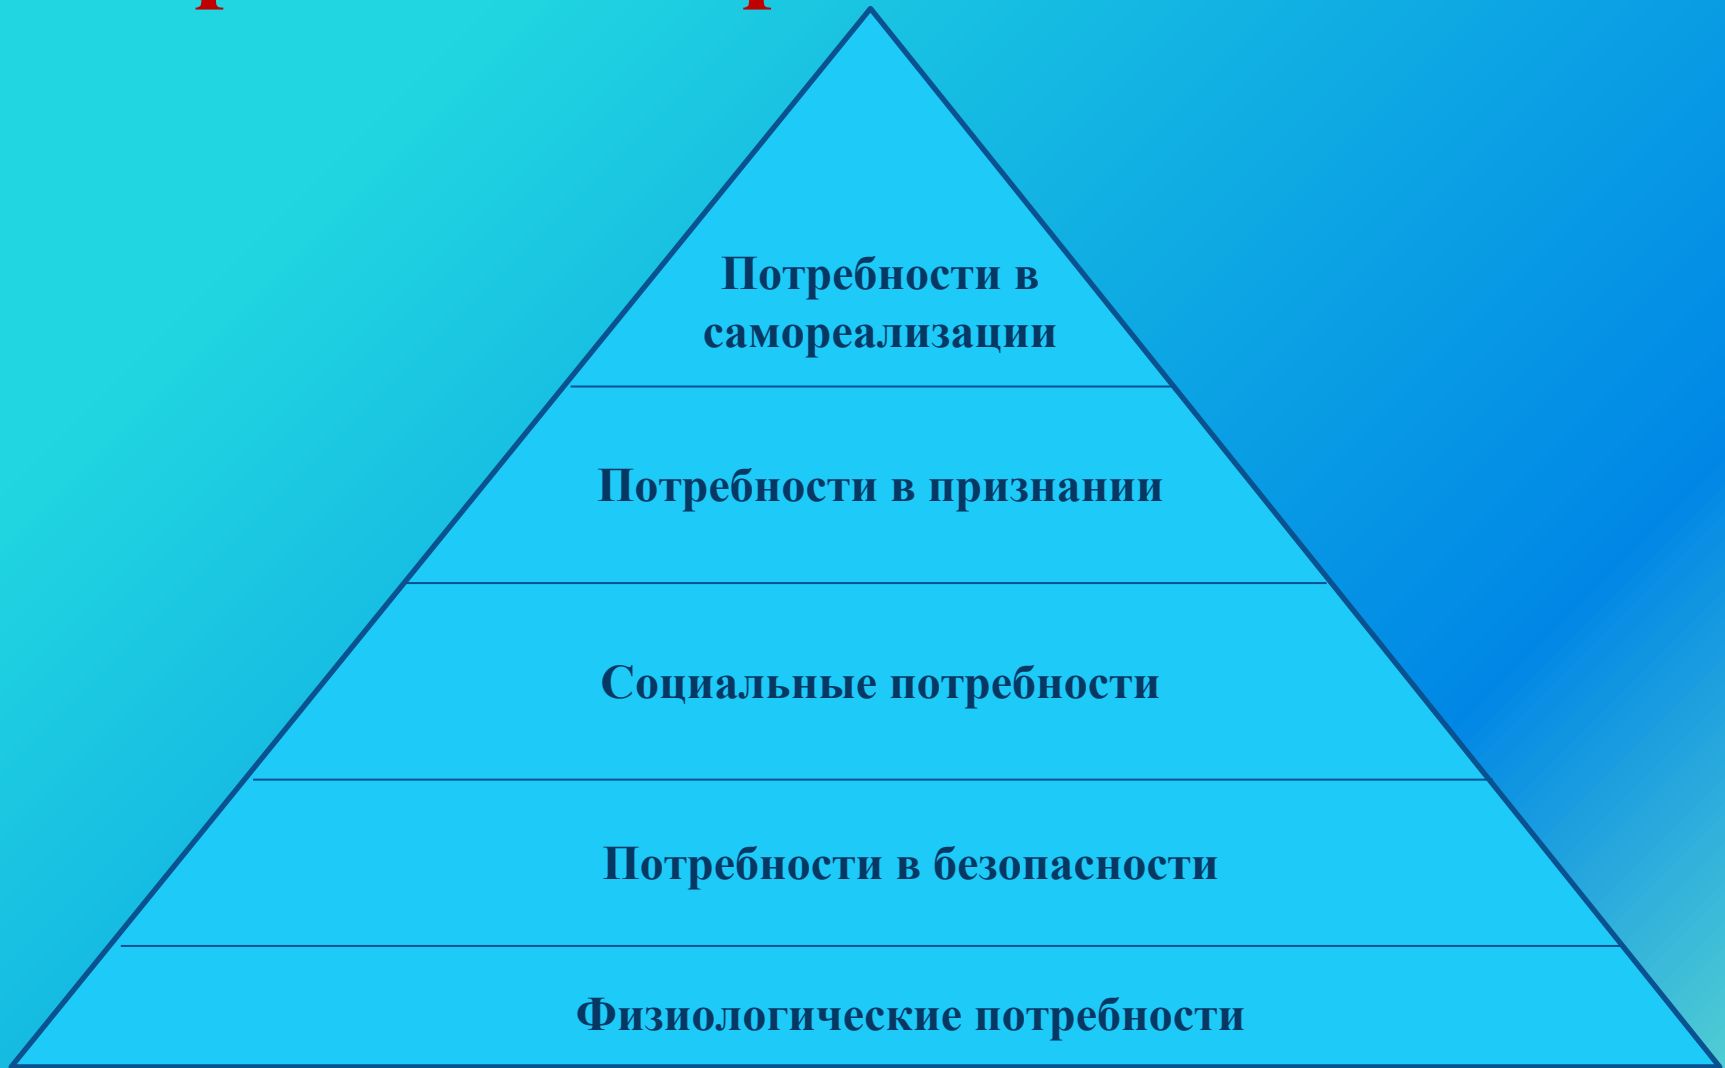 Потребности в
самореализации
Потребности в признании
Социальные потребности
Потребности в безопасности
Физиологические потребности